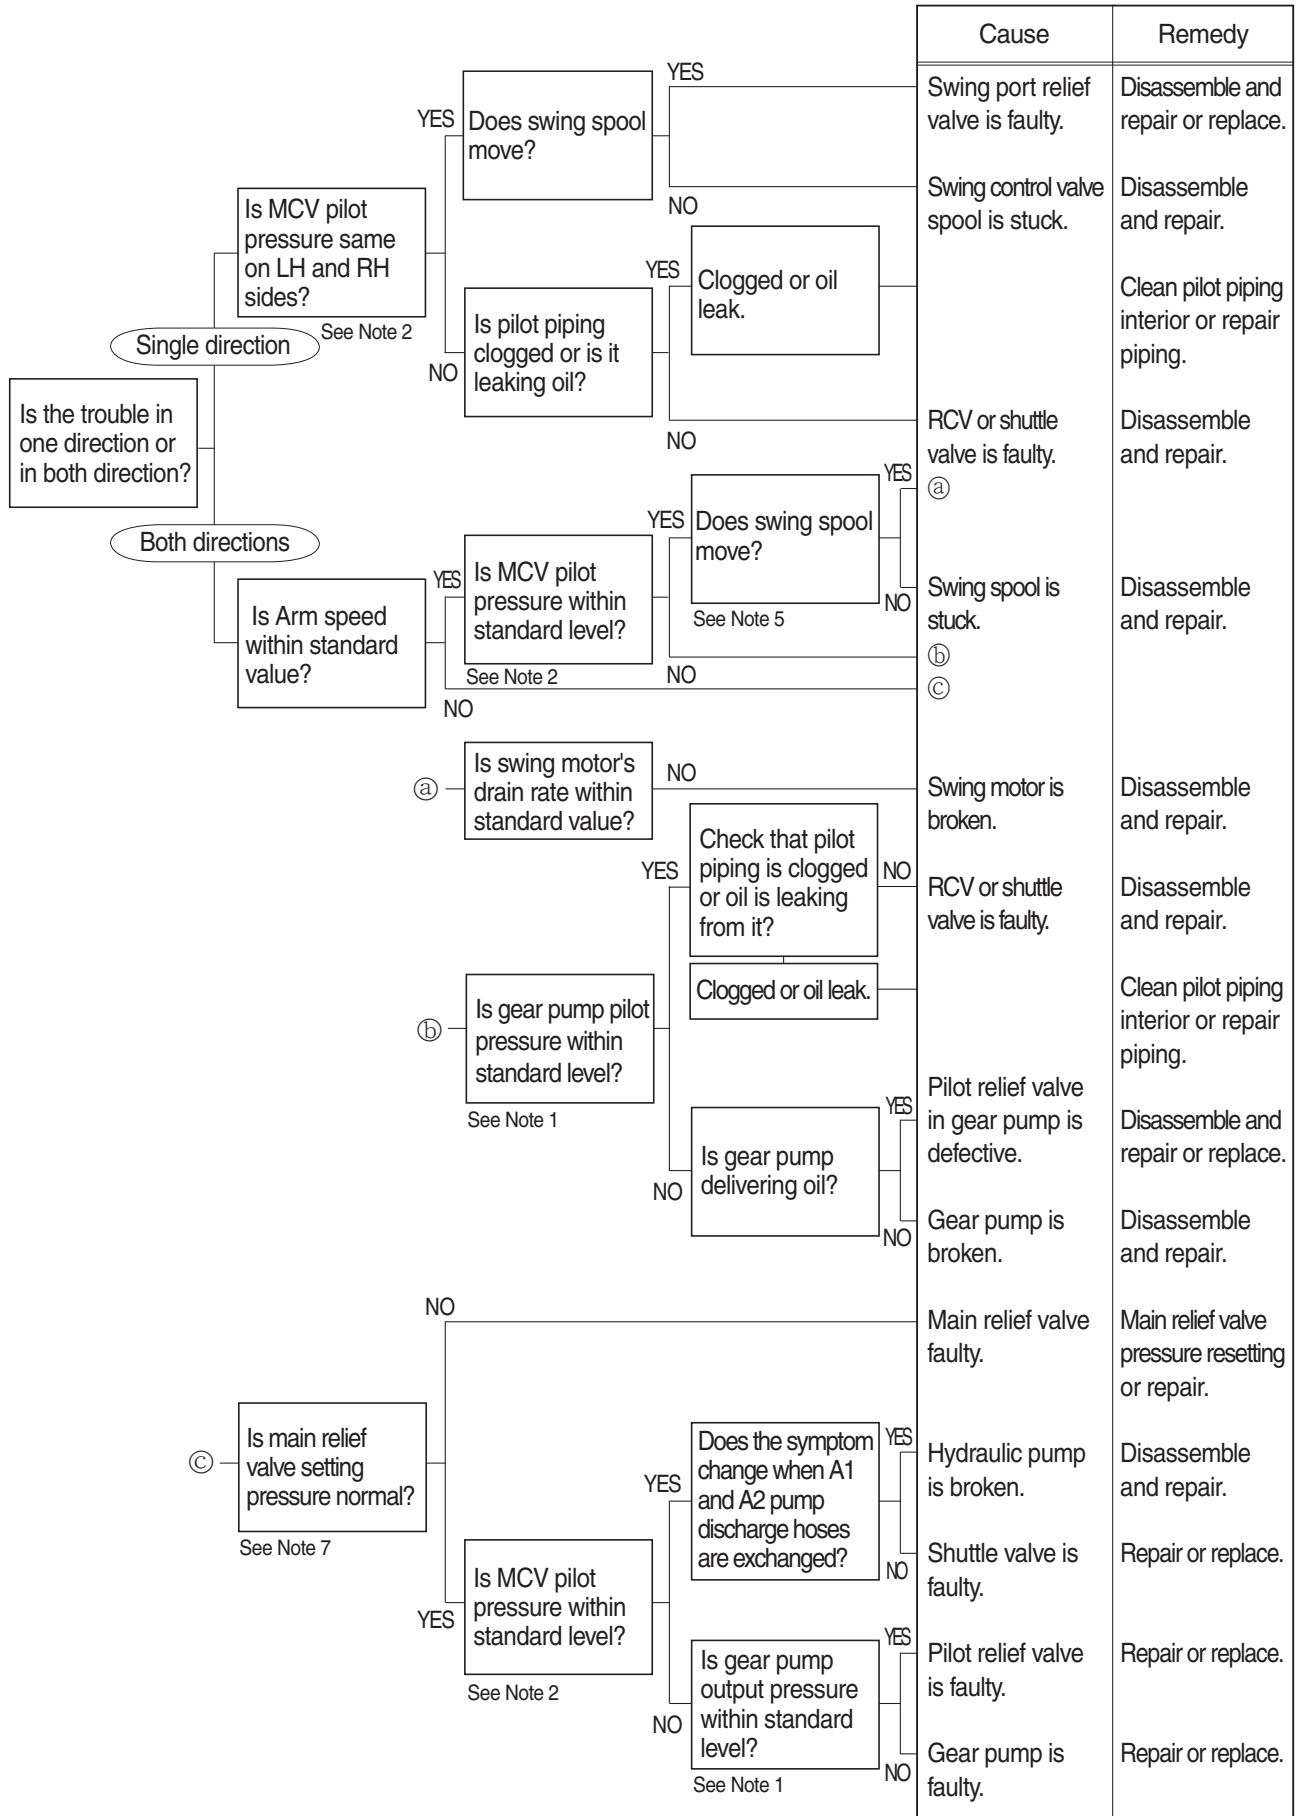 Cause
Remedy
YES
Swing port relief
valve is faulty.
Disassemble and
repair or replace.
YES
Does swing spool
move?
NO
Swing control valve
spool is stuck.
Disassemble
and repair.
Is MCV pilot
pressure same
on LH and RH
sides?
See Note 2
YES
Clogged or oil
leak.
Clean pilot piping
interior or repair
piping.
Single direction
NO
Is pilot piping
clogged or is it
leaking oil?
NO
RCV or shuttle
valve is faulty.
Disassemble
and repair.
Is the trouble in
one direction or
in both direction?
YES
ⓐ
Both directions
YES
Does swing spool
move?
See Note 5
NO
Swing spool is
stuck.
Disassemble
and repair.
YES
Is MCV pilot
pressure within
standard level?
See Note 2
NO
ⓑ
Is Arm speed
within standard
value?
NO
ⓒ
ⓐ
Is swing motor's
drain rate within
standard value?
NO
Swing motor is
broken.
Disassemble
and repair.
YES
Check that pilot
piping is clogged
or oil is leaking
from it?
NO
RCV or shuttle
valve is faulty.
Disassemble
and repair.
Clogged or oil leak.
Clean pilot piping
interior or repair
piping.
ⓑ
Is gear pump pilot
pressure within
standard level?
See Note 1
YES
Pilot relief valve
in gear pump is
defective.
Disassemble and
repair or replace.
NO
Is gear pump
delivering oil?
NO
Gear pump is
broken.
Disassemble
and repair.
NO
Main relief valve
faulty.
Main relief valve
pressure resetting
or repair.
ⓒ
Is main relief
valve setting
pressure normal?
See Note 7
YES
Does the symptom
change when A1
and A2 pump
discharge hoses
are exchanged?
YES
Hydraulic pump
is broken.
Disassemble
and repair.
NO
Shuttle valve is
faulty.
Repair or replace.
YES
Is MCV pilot
pressure within
standard level?
See Note 2
NO
Is gear pump
output pressure
within standard
level?
See Note 1
YES
Pilot relief valve
is faulty.
Repair or replace.
NO
Gear pump is
faulty.
Repair or replace.